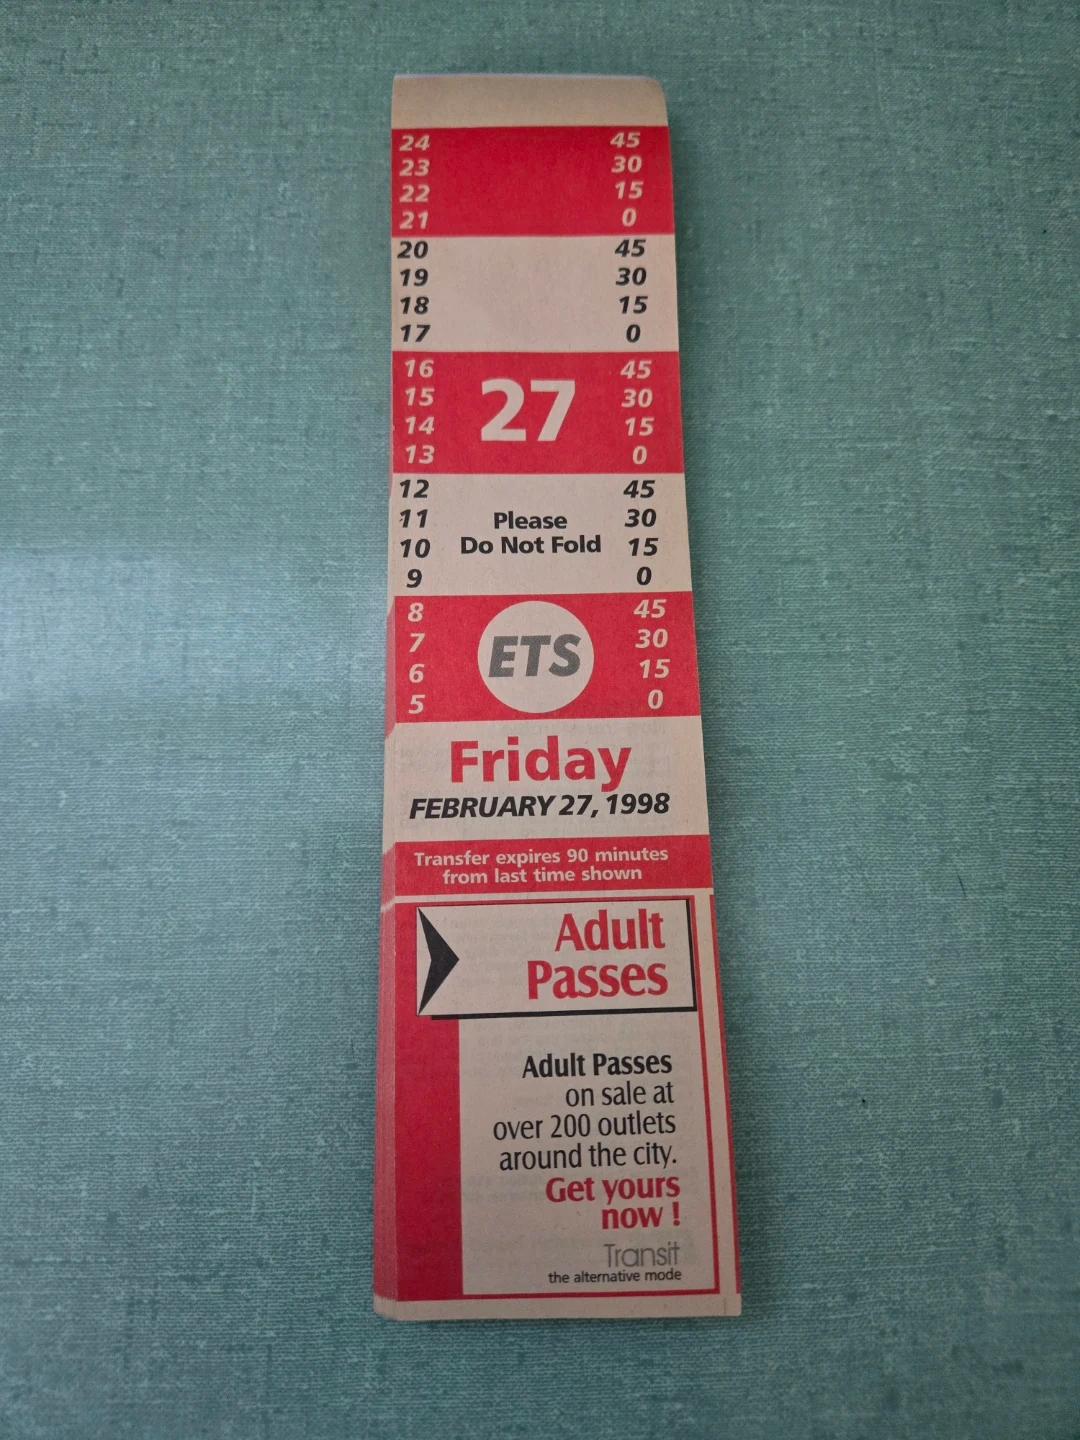 24 45
23 30
22 15
21 0
20 45
19 30
18 15
17 0
16 45
15 30
27
14 15
13 0
12 45
11 30
Please
Do Not Fold
10 15
9 0
8 45
7 30
ETS
6 15
5 0
Friday
FEBRUARY 27, 1998
Transfer expires 90 minutes
from last time shown
Adult
Passes
Adult Passes
on sale at
over 200 outlets
around the city.
Get yours
now !
Transit
the alternative mode